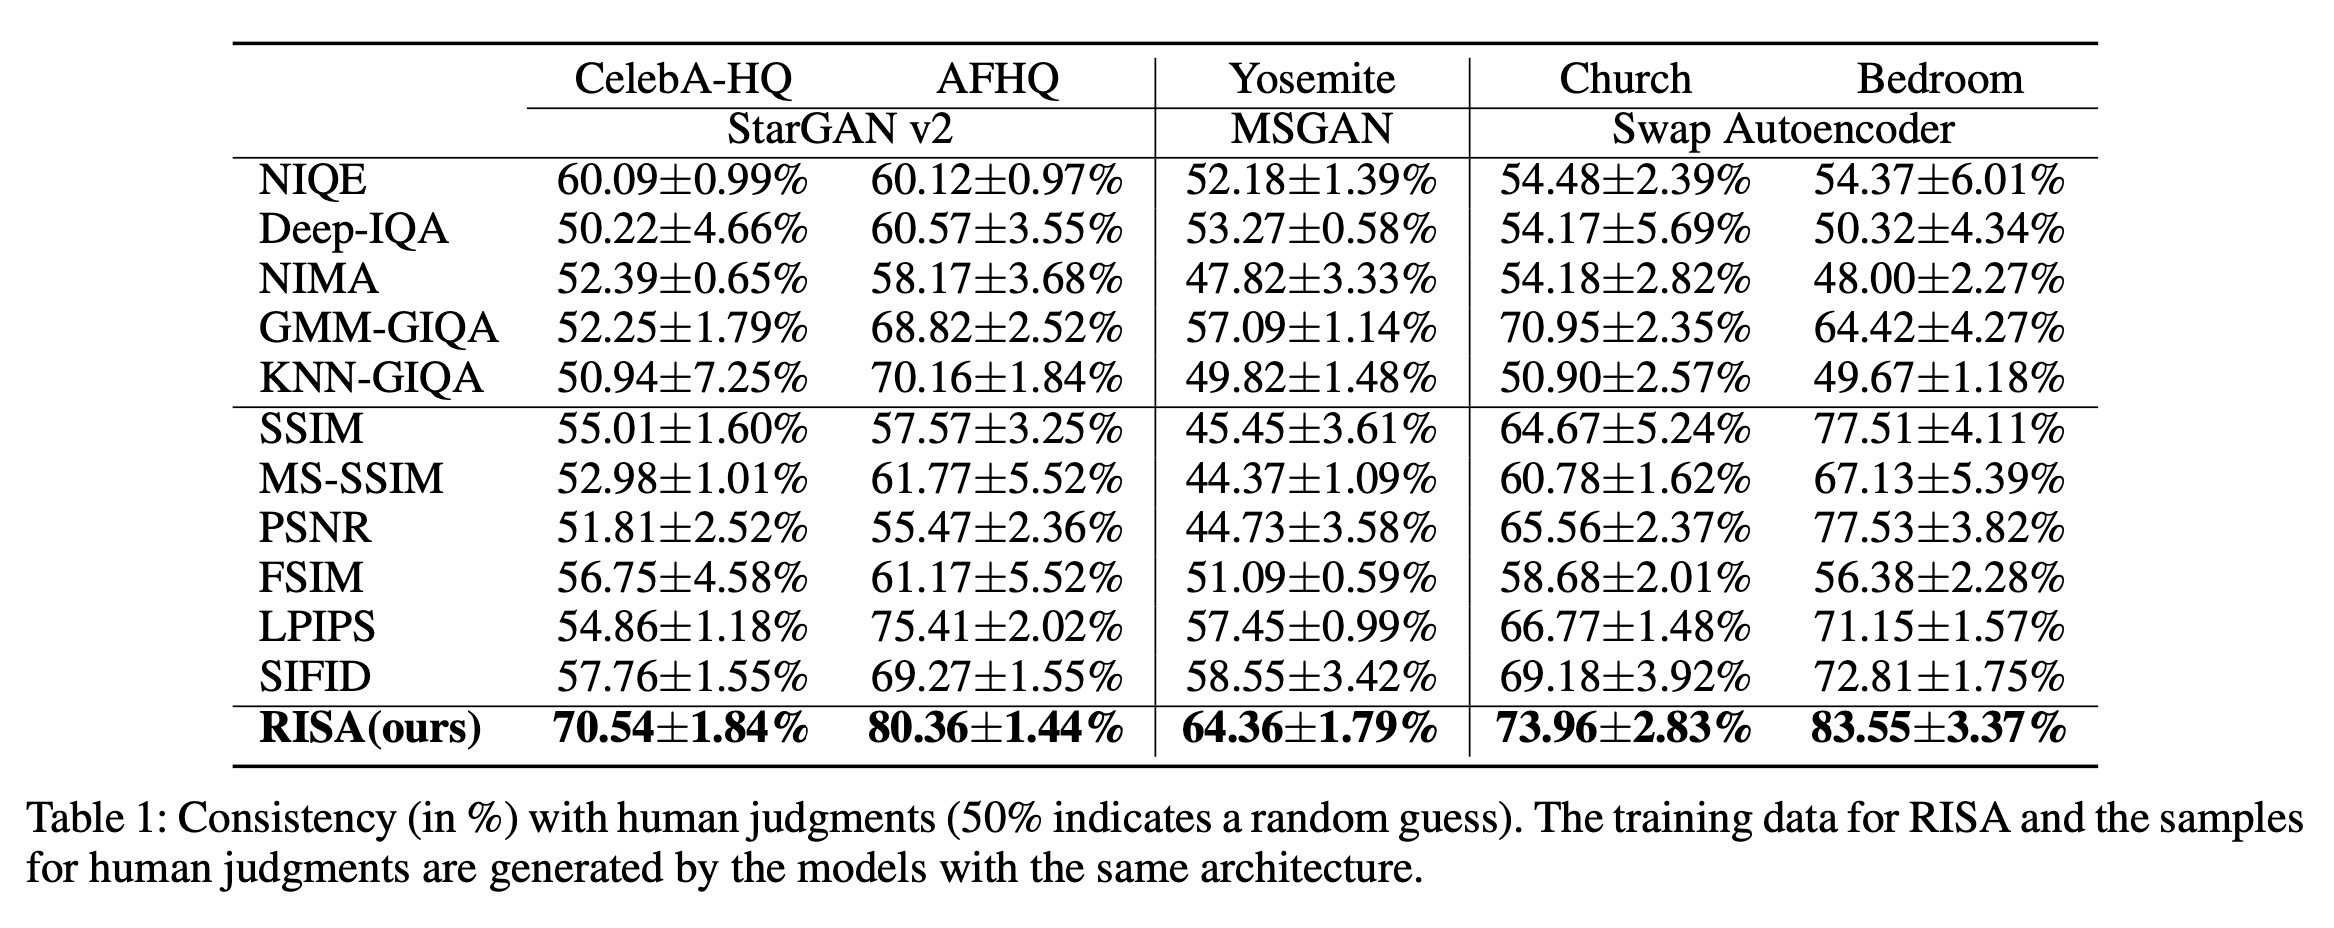 CelebA-HQ AFHQ Yosemite Church Bedroom
StarGAN v2 MSGAN Swap Autoencoder
NIQE 60.09±0.99% 60.12±0.97% 52.18±1.39% 54.48±2.39% 54.37±6.01%
Deep-IQA 50.22±4.66% 60.57±3.55% 53.27±0.58% 54.17±5.69% 50.32±4.34%
NIMA 52.39±0.65% 58.17±3.68% 47.82±3.33% 54.18±2.82% 48.00±2.27%
GMM-GIQA 52.25±1.79% 68.82±2.52% 57.09±1.14% 70.95±2.35% 64.42±4.27%
KNN-GIQA 50.94±7.25% 70.16±1.84% 49.82±1.48% 50.90±2.57% 49.67±1.18%
SSIM 55.01±1.60% 57.57±3.25% 45.45±3.61% 64.67±5.24% 77.51±4.11%
MS-SSIM 52.98±1.01% 61.77±5.52% 44.37±1.09% 60.78±1.62% 67.13±5.39%
PSNR 51.81±2.52% 55.47±2.36% 44.73±3.58% 65.56±2.37% 77.53±3.82%
FSIM 56.75±4.58% 61.17±5.52% 51.09±0.59% 58.68±2.01% 56.38±2.28%
LPIPS 54.86±1.18% 75.41±2.02% 57.45±0.99% 66.77±1.48% 71.15±1.57%
SIFID 57.76±1.55% 69.27±1.55% 58.55±3.42% 69.18±3.92% 72.81±1.75%
RISA(ours) 70.54±1.84% 80.36±1.44% 64.36±1.79% 73.96±2.83% 83.55±3.37%
Table 1: Consistency (in %) with human judgments (50% indicates a random guess). The training data for RISA and the samples
for human judgments are generated by the models with the same architecture.